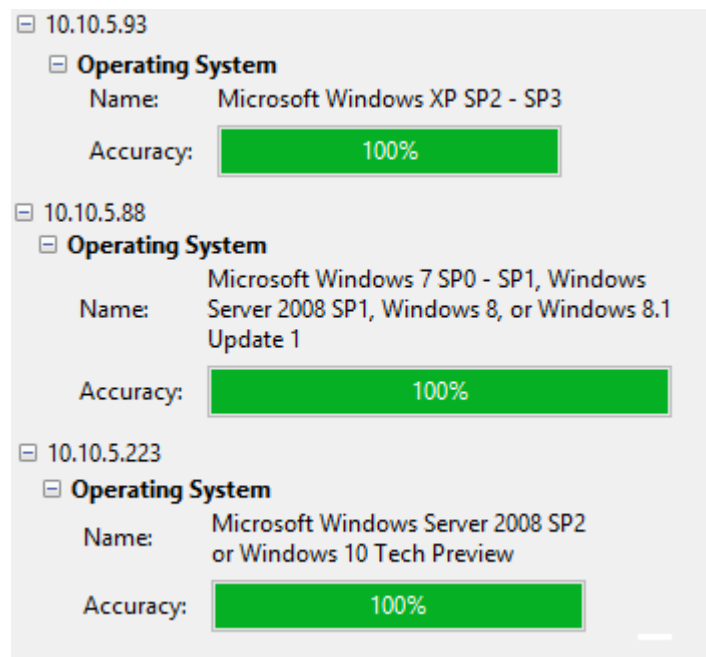 10.10.5.93
Operating System
Name: Microsoft Windows XP SP2 - SP3
Accuracy: 100%
10.10.5.88
Operating System
Name: Microsoft Windows 7 SP0 - SP1, Windows
Server 2008 SP1, Windows 8, or Windows 8.1
Update 1
Accuracy: 100%
10.10.5.223
Operating System
Name: Microsoft Windows Server 2008 SP2
or Windows 10 Tech Preview
Accuracy: 100%